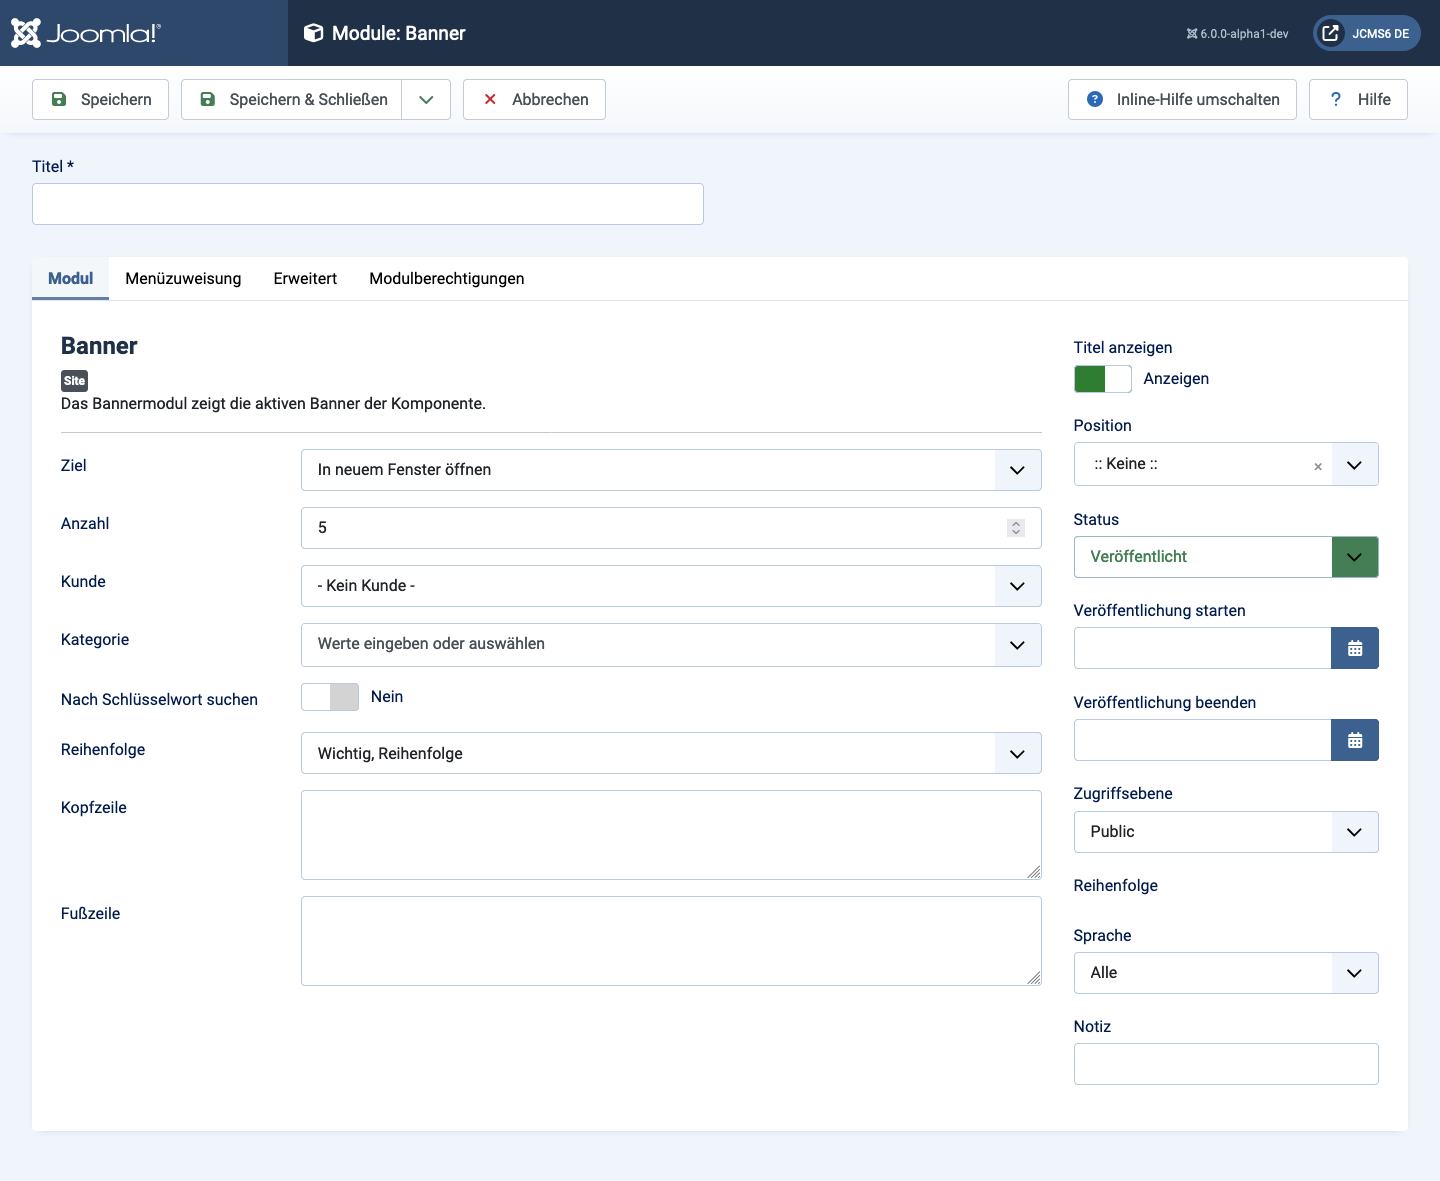 Joomla!®
Module: Banner
6.0.0-alpha1-dev
JCMS6 DE
Speichern
Speichern & Schließen
Abbrechen
Inline-Hilfe umschalten
? Hilfe
Titel *
Modul
Menüzuweisung
Erweitert
Modulberechtigungen
Banner
Site
Das Bannermodul zeigt die aktiven Banner der Komponente.
Ziel
In neuem Fenster öffnen
Anzahl
5
Kunde
- Kein Kunde -
Kategorie
Werte eingeben oder auswählen
Nach Schlüsselwort suchen
Nein
Reihenfolge
Wichtig, Reihenfolge
Kopfzeile
Fußzeile
Titel anzeigen
Anzeigen
Position
:: Keine ::
×
Status
Veröffentlicht
Veröffentlichung starten
Veröffentlichung beenden
Zugriffsebene
Public
Reihenfolge
Sprache
Alle
Notiz